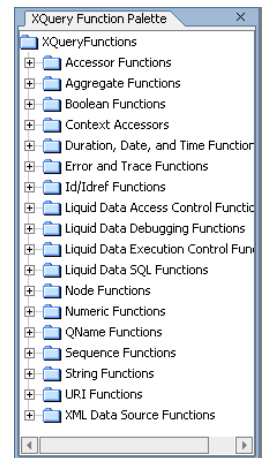 XQuery Function Palette
XQueryFunctions
Accessor Functions
Aggregate Functions
Boolean Functions
Context Accessors
Duration, Date, and Time Function
Error and Trace Functions
Id/Idref Functions
Liquid Data Access Control Functio
Liquid Data Debugging Functions
Liquid Data Execution Control Fun
Liquid Data SQL Functions
Node Functions
Numeric Functions
QName Functions
Sequence Functions
String Functions
URI Functions
XML Data Source Functions